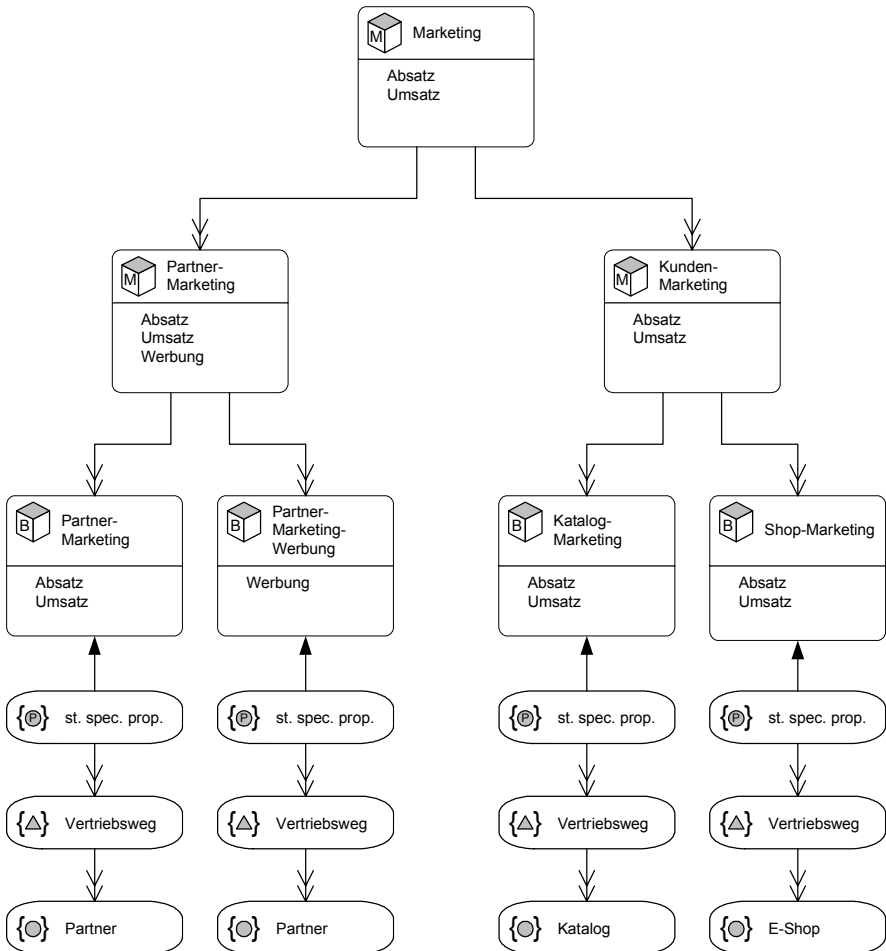 M
Marketing
Absatz
Umsatz
M
Partner-
Marketing
Absatz
Umsatz
Werbung
M
Kunden-
Marketing
Absatz
Umsatz
B
Partner-
Marketing
Absatz
Umsatz
B
Partner-
Marketing-
Werbung
Werbung
B
Katalog-
Marketing
Absatz
Umsatz
B
Shop-Marketing
Absatz
Umsatz
{P} st. spec. prop.
{P} st. spec. prop.
{P} st. spec. prop.
{P} st. spec. prop.
{ } Vertriebsweg
{ } Vertriebsweg
{ } Vertriebsweg
{ } Vertriebsweg
{ } Partner
{ } Partner
{ } Katalog
{ } E-Shop